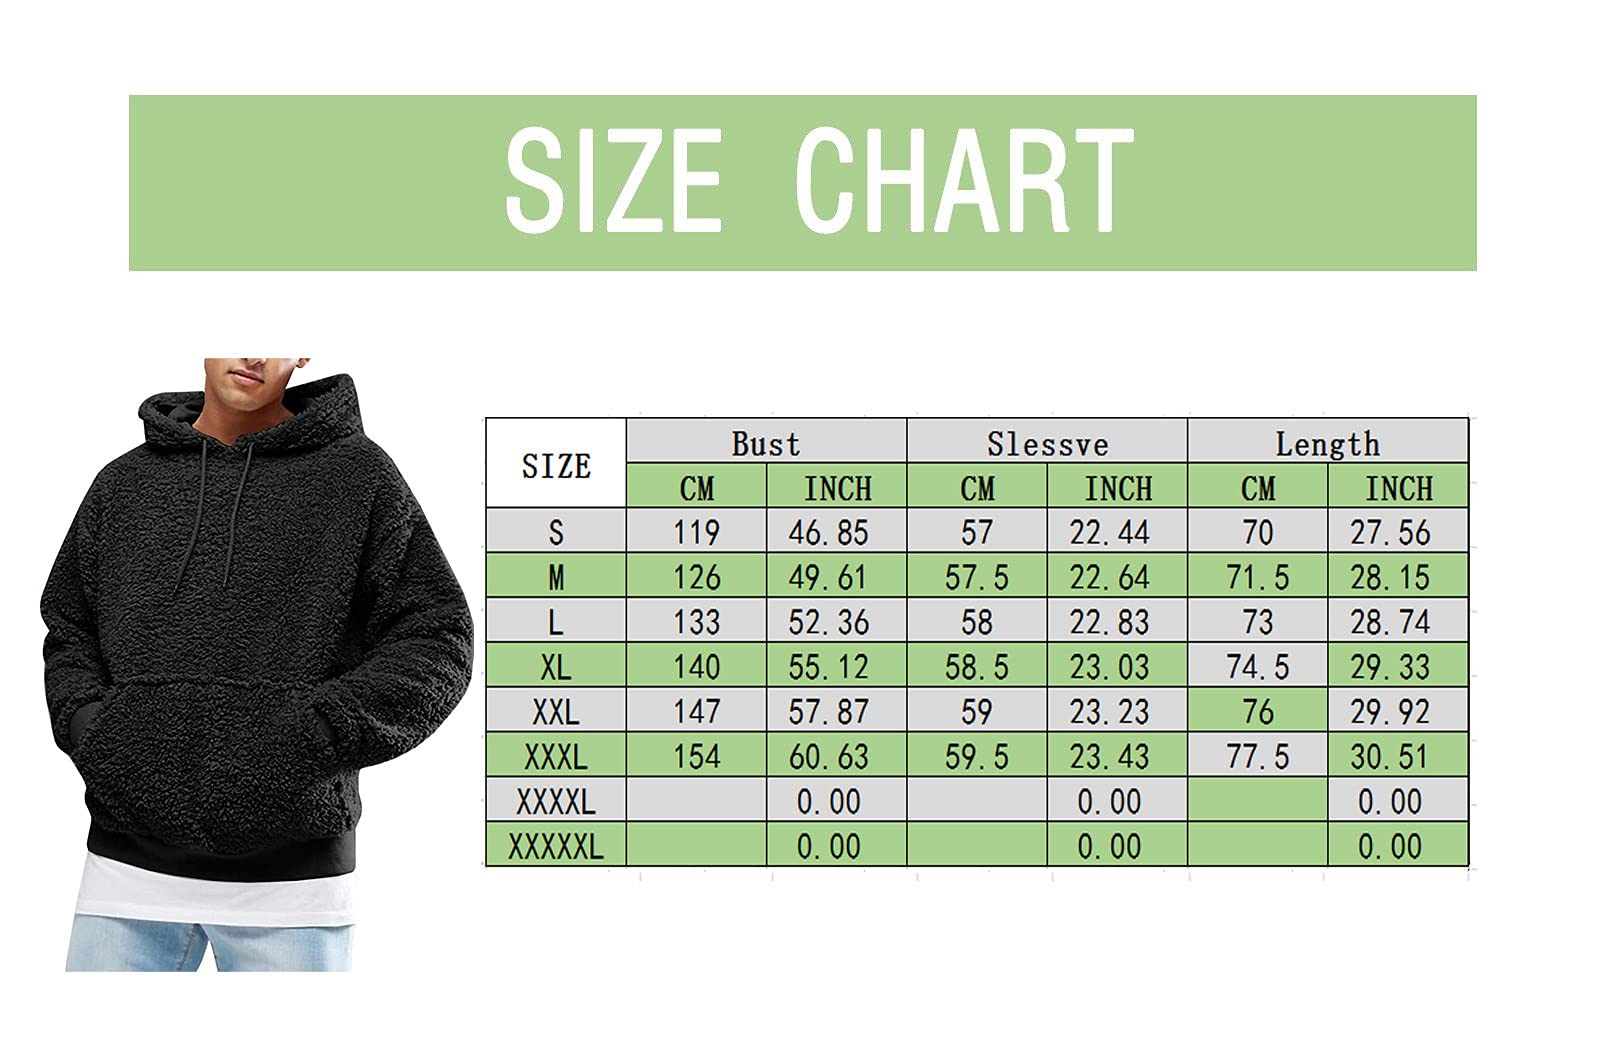 SIZE CHART
SIZE Bust Slessve Length
CM INCH CM INCH CM INCH
S 119 46.85 57 22.44 70 27.56
M 126 49.61 57.5 22.64 71.5 28.15
L 133 52.36 58 22.83 73 28.74
XL 140 55.12 58.5 23.03 74.5 29.33
XXL 147 57.87 59 23.23 76 29.92
XXXL 154 60.63 59.5 23.43 77.5 30.51
XXXXL 0.00 0.00 0.00
XXXXXL 0.00 0.00 0.00